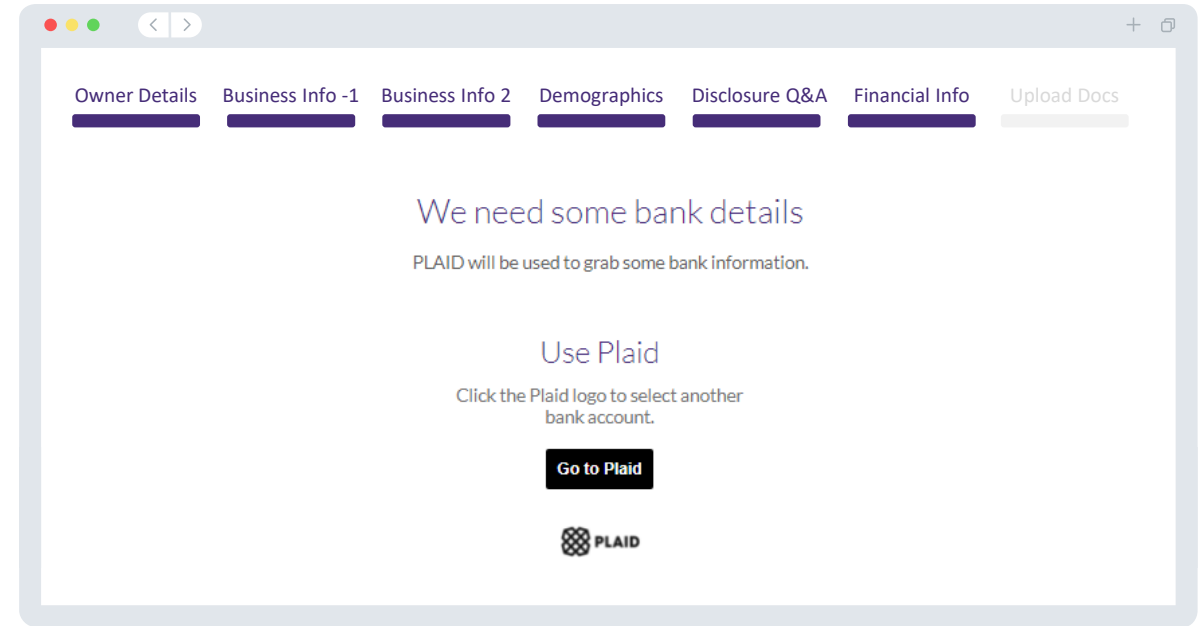 Owner Details Business Info -1 Business Info 2 Demographics Disclosure Q&A Financial Info Upload Docs
We need some bank details
PLAID will be used to grab some bank information.
Use Plaid
Click the Plaid logo to select another
bank account.
Go to Plaid
PLAID